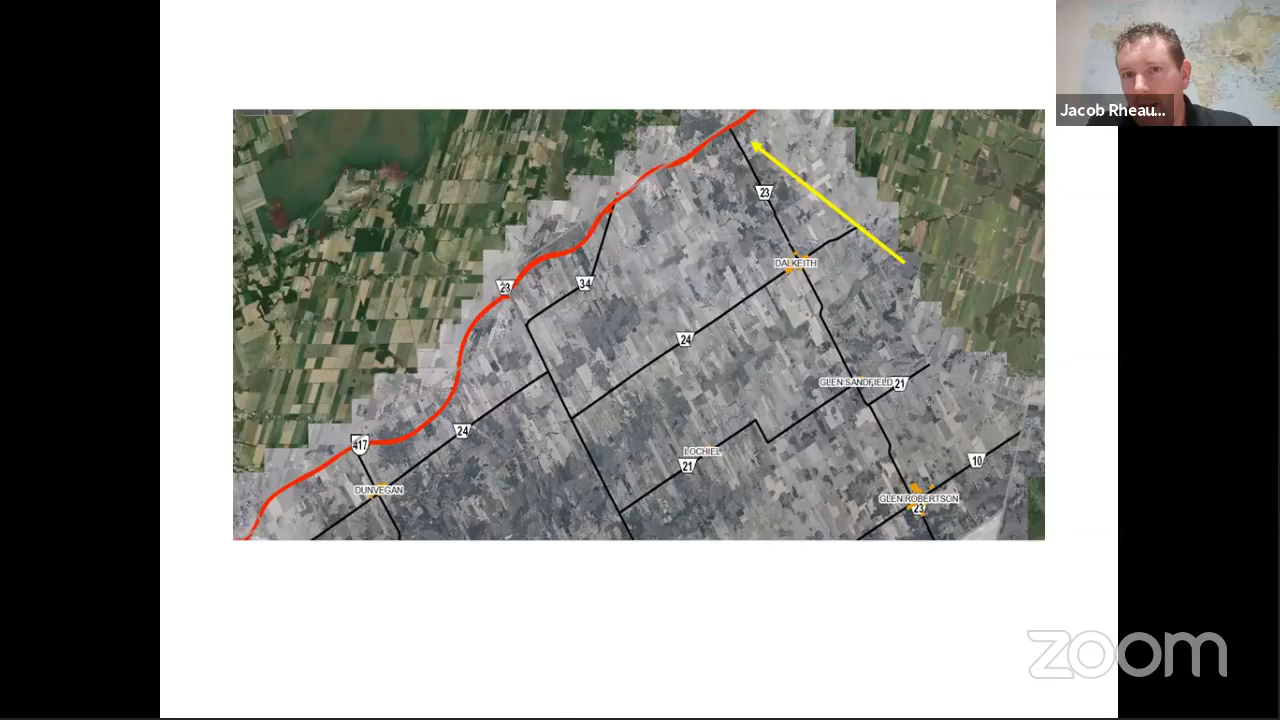 Jacob Rheau...
23
DALKEITH
34
23
24
GLEN SANDFIELD
21
24
417
LOCHIEL
21
10
DUNVEGAN
GLEN ROBERTSON
23
zoom